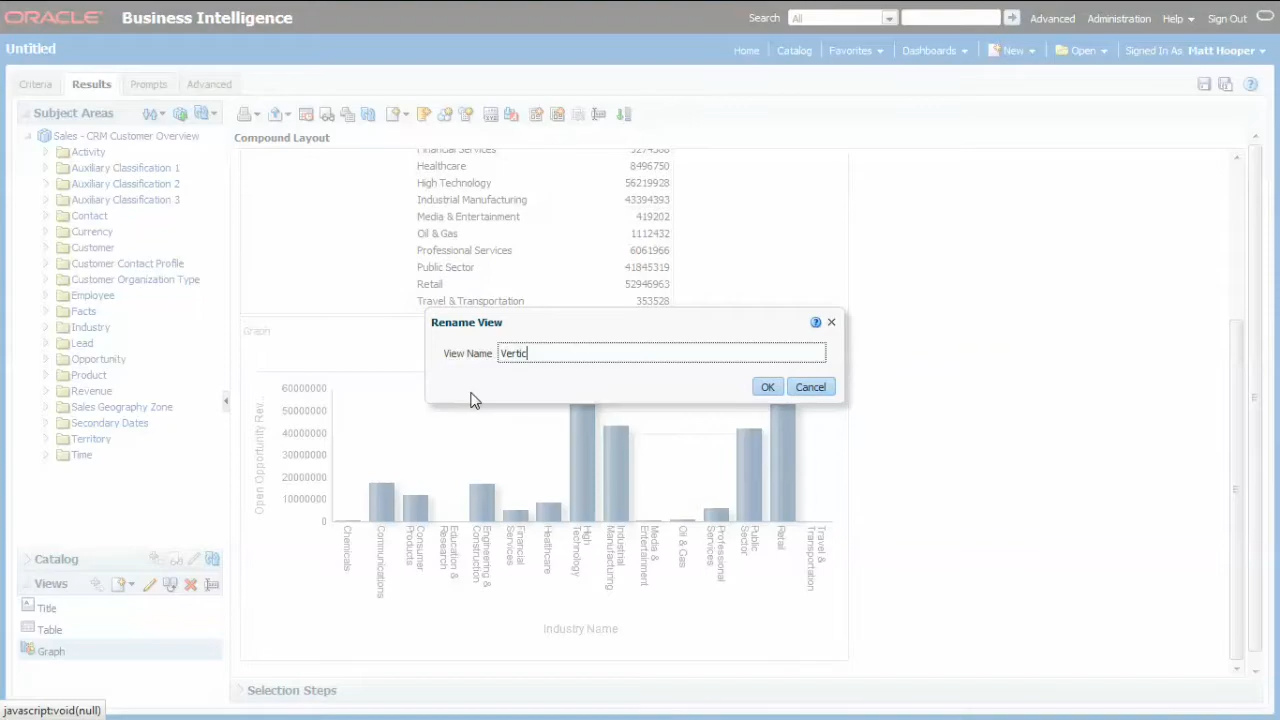 ORACLE Business Intelligence
Search All Advanced Administration Help Sign Out
Untitled
Home Catalog Favorites Dashboards New Open Signed In As Matt Hooper
Criteria Results Prompts Advanced
Subject Areas
Sales - CRM Customer Overview
Activity
Auxiliary Classification 1
Auxiliary Classification 2
Auxiliary Classification 3
Contact
Currency
Customer
Customer Contact Profile
Customer Organization Type
Employee
Facts
Industry
Lead
Opportunity
Product
Revenue
Sales Geography Zone
Secondary Dates
Territory
Time
Catalog
Views
Title
Table
Graph
Compound Layout
Financial Services 5274366
Healthcare 8496750
High Technology 56219928
Industrial Manufacturing 43394393
Media & Entertainment 419202
Oil & Gas 1112432
Professional Services 6061966
Public Sector 41845319
Retail 52946963
Travel & Transportation 353528
Rename View
View Name Vertic
OK Cancel
Graph
Open Opportunity Rev...
60000000
50000000
40000000
30000000
20000000
10000000
0
Chemicals
Communications
Consumer Products
Education & Research
Engineering & Construction
Financial Services
Healthcare
High Technology
Industrial Manufacturing
Media & Entertainment
Oil & Gas
Professional Services
Public Sector
Retail
Travel & Transportation
Industry Name
Selection Steps
javascript:void(null)